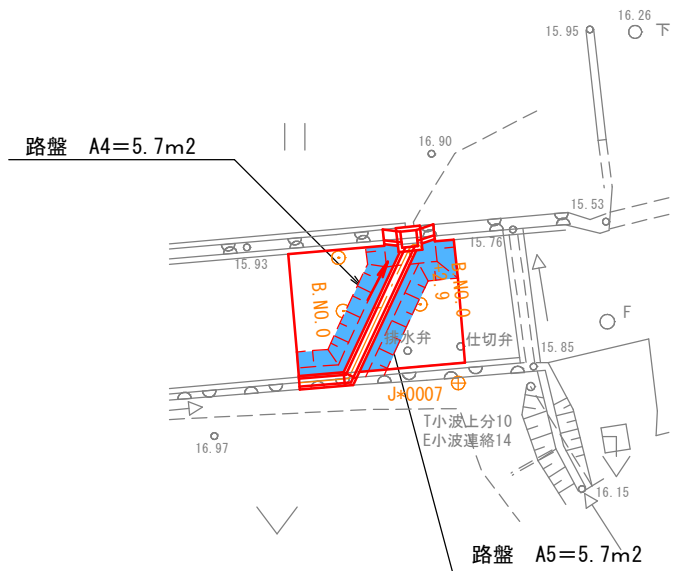 16.26
下
15.95
16.90
路盤 A4=5.7m2
15.53
15.76
15.93
B.NO.0
B.NO.0
F
排水弁
仕切弁
15.85
J*0007
T小波上分10
E小波連絡14
16.97
16.15
路盤 A5=5.7m2